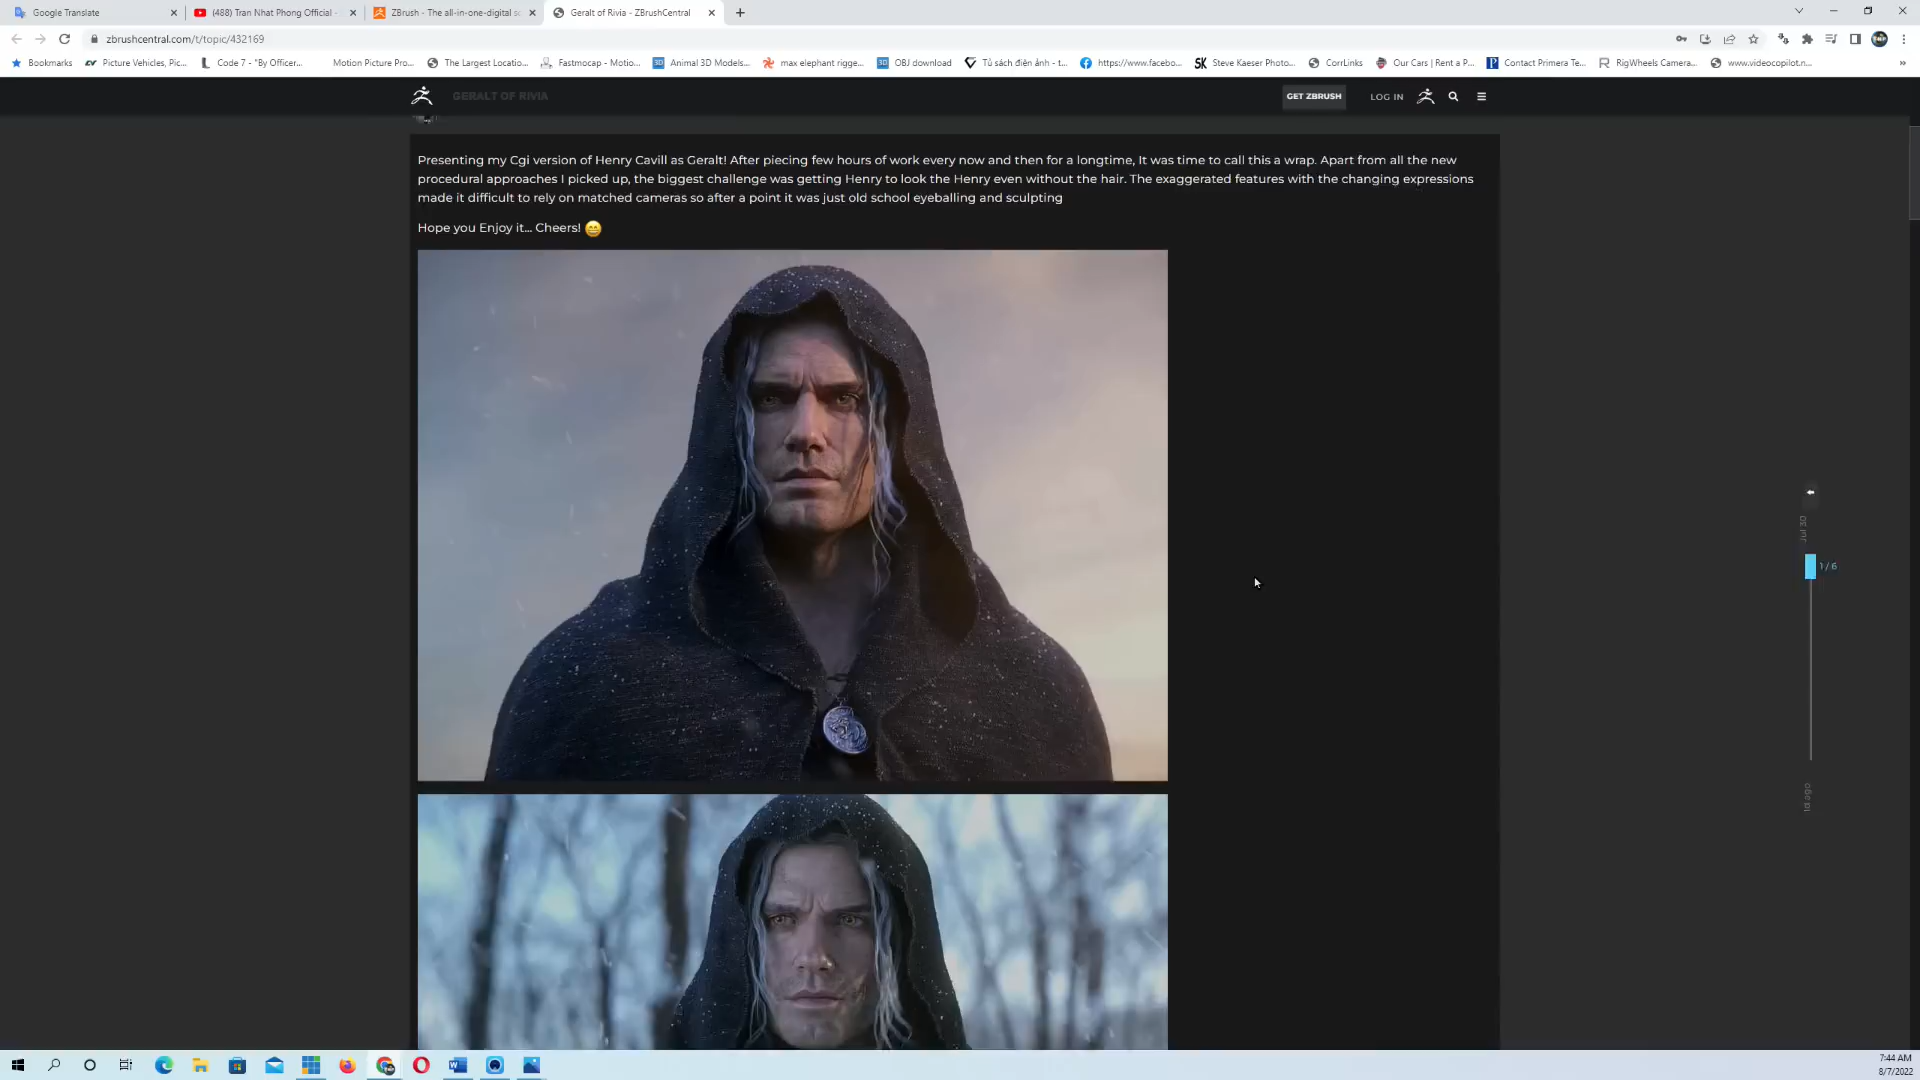 Google Translate
(488) Tran Nhat Phong Official -
ZBrush - The all-in-one-digital s
Geralt of Rivia - ZBrushCentral
zbrushcentral.com/t/topic/432169
Bookmarks
Picture Vehicles, Pic...
Code 7 - "By Officer...
Motion Picture Pro...
The Largest Locatio...
Fastmocap - Motio...
Animal 3D Models...
max elephant rigge...
OBJ download
Tủ sách điện ảnh - t...
https://www.facebo...
Steve Kaeser Photo...
CorrLinks
Our Cars | Rent a P...
Contact Primera Te...
RigWheels Camera...
www.videocopilot.n...
GERALT OF RIVIA
GET ZBRUSH
LOG IN
Presenting my Cgi version of Henry Cavill as Geralt! After piecing few hours of work every now and then for a longtime, It was time to call this a wrap. Apart from all the new
procedural approaches I picked up, the biggest challenge was getting Henry to look the Henry even without the hair. The exaggerated features with the changing expressions
made it difficult to rely on matched cameras so after a point it was just old school eyeballing and sculpting
Hope you Enjoy it... Cheers! 😄
Jul 30
1 / 6
1d ago
7:44 AM
8/7/2022